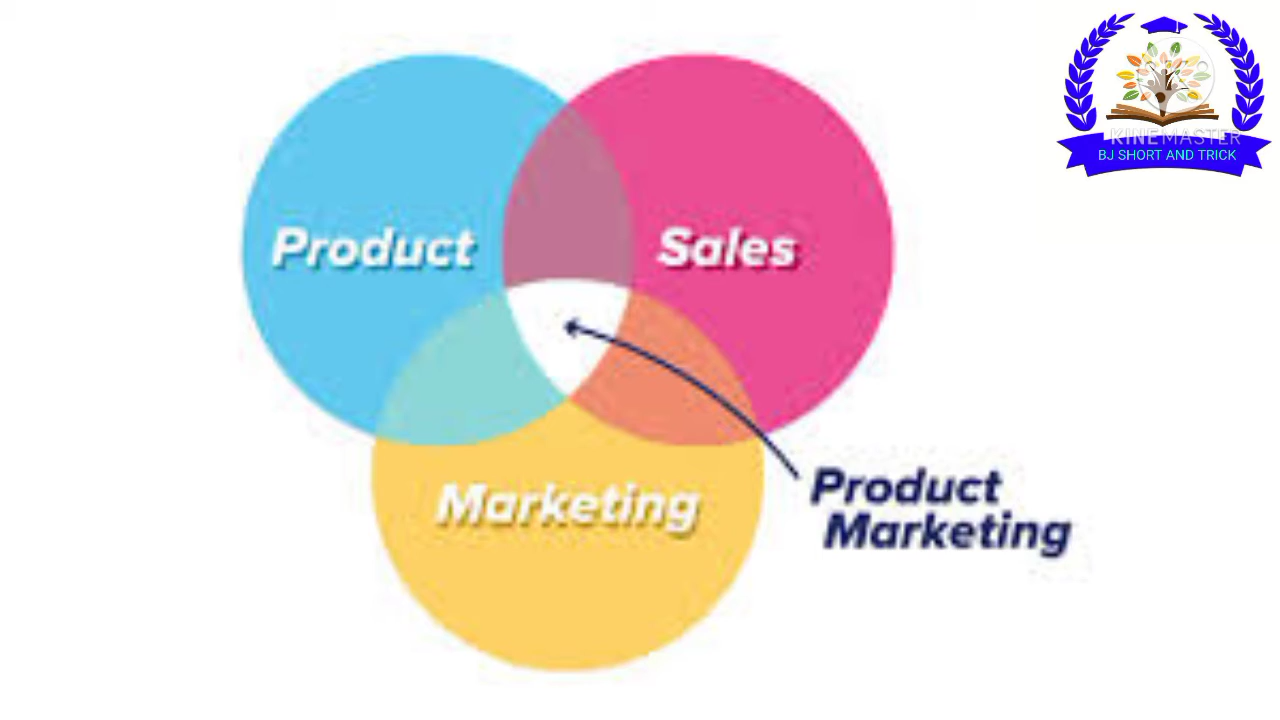 KINEMASTER
BJ SHORT AND TRICK
Product
Sales
Marketing
Product
Marketing